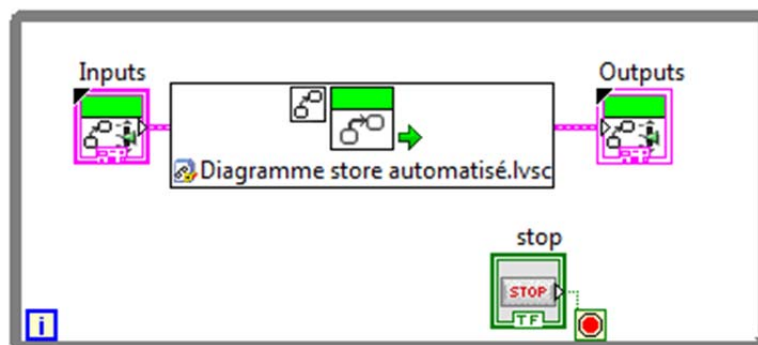 Inputs
Outputs
Diagramme store automatisé.lvsc
stop
STOP
TF
i